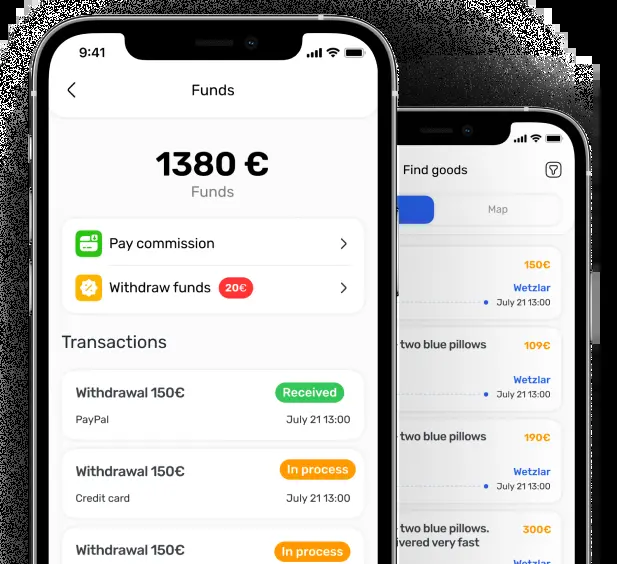 9:41
Funds
1380 €
Funds
Pay commission
Withdraw funds 20€
Transactions
Withdrawal 150€ Received
PayPal July 21 13:00
Withdrawal 150€ In process
Credit card July 21 13:00
Withdrawal 150€ In process
Find goods
Map
150€
Wetzlar
July 21 13:00
two blue pillows 109€
Wetzlar
July 21 13:00
two blue pillows 190€
Wetzlar
July 21 13:00
two blue pillows. 300€
very fast
Wetzlar